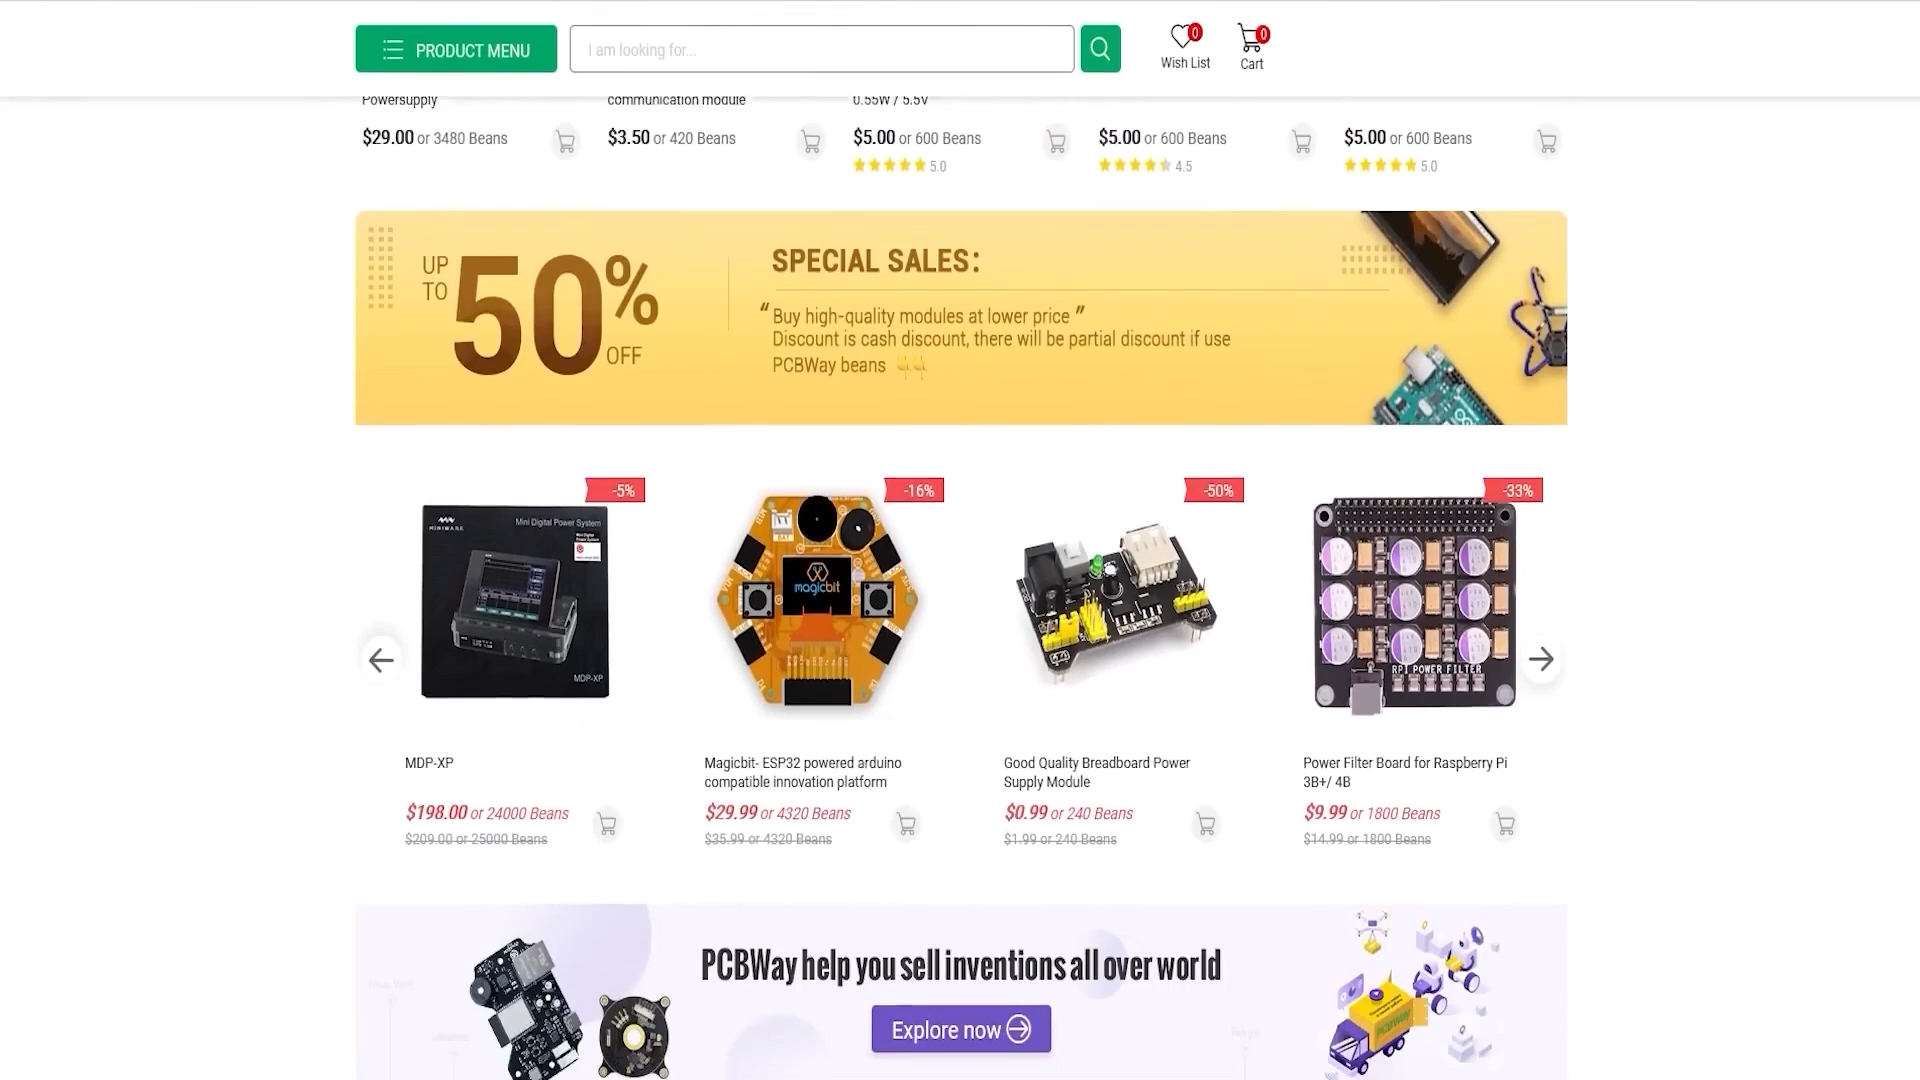 PRODUCT MENU
I am looking for...
0
Wish List
0
Cart
Powersupply
communication module
0.55W / 5.5V
$29.00 or 3480 Beans
$3.50 or 420 Beans
$5.00 or 600 Beans
$5.00 or 600 Beans
$5.00 or 600 Beans
5.0
4.5
5.0
UP TO 50% OFF
SPECIAL SALES:
“ Buy high-quality modules at lower price ”
Discount is cash discount, there will be partial discount if use
PCBWay beans
-5%
-16%
-50%
-33%
MINIWARE
Mini Digital Power System
MDP-XP
BAT
magicbit
RPI POWER FILTER
MDP-XP
Magicbit- ESP32 powered arduino
compatible innovation platform
Good Quality Breadboard Power
Supply Module
Power Filter Board for Raspberry Pi
3B+/ 4B
$198.00 or 24000 Beans
$29.99 or 4320 Beans
$0.99 or 240 Beans
$9.99 or 1800 Beans
$209.00 or 25000 Beans
$35.99 or 4320 Beans
$1.99 or 240 Beans
$14.99 or 1800 Beans
PCBWay help you sell inventions all over world
Explore now
PCBWay